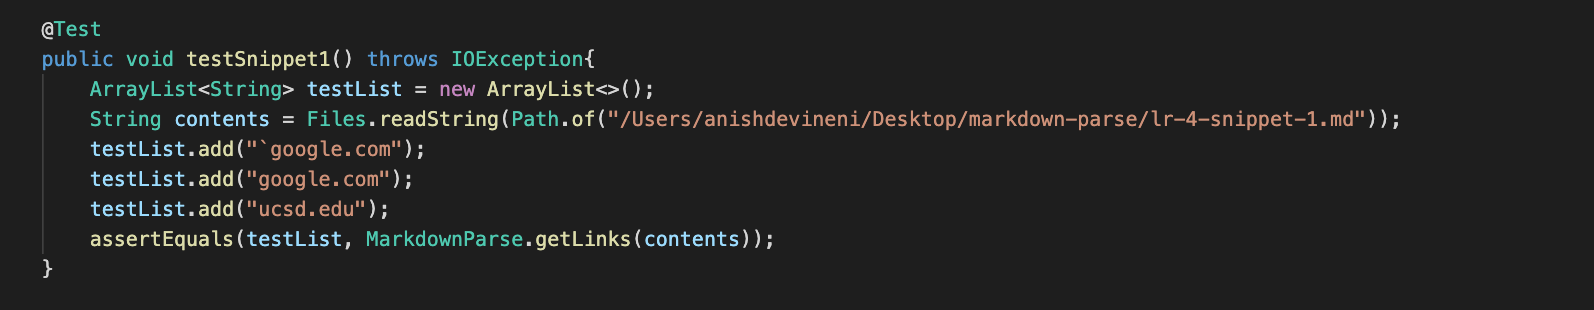 @Test
public void testSnippet1() throws IOException{
    ArrayList<String> testList = new ArrayList<>();
    String contents = Files.readString(Path.of("/Users/anishdevineni/Desktop/markdown-parse/lr-4-snippet-1.md"));
    testList.add("`google.com");
    testList.add("google.com");
    testList.add("ucsd.edu");
    assertEquals(testList, MarkdownParse.getLinks(contents));
}